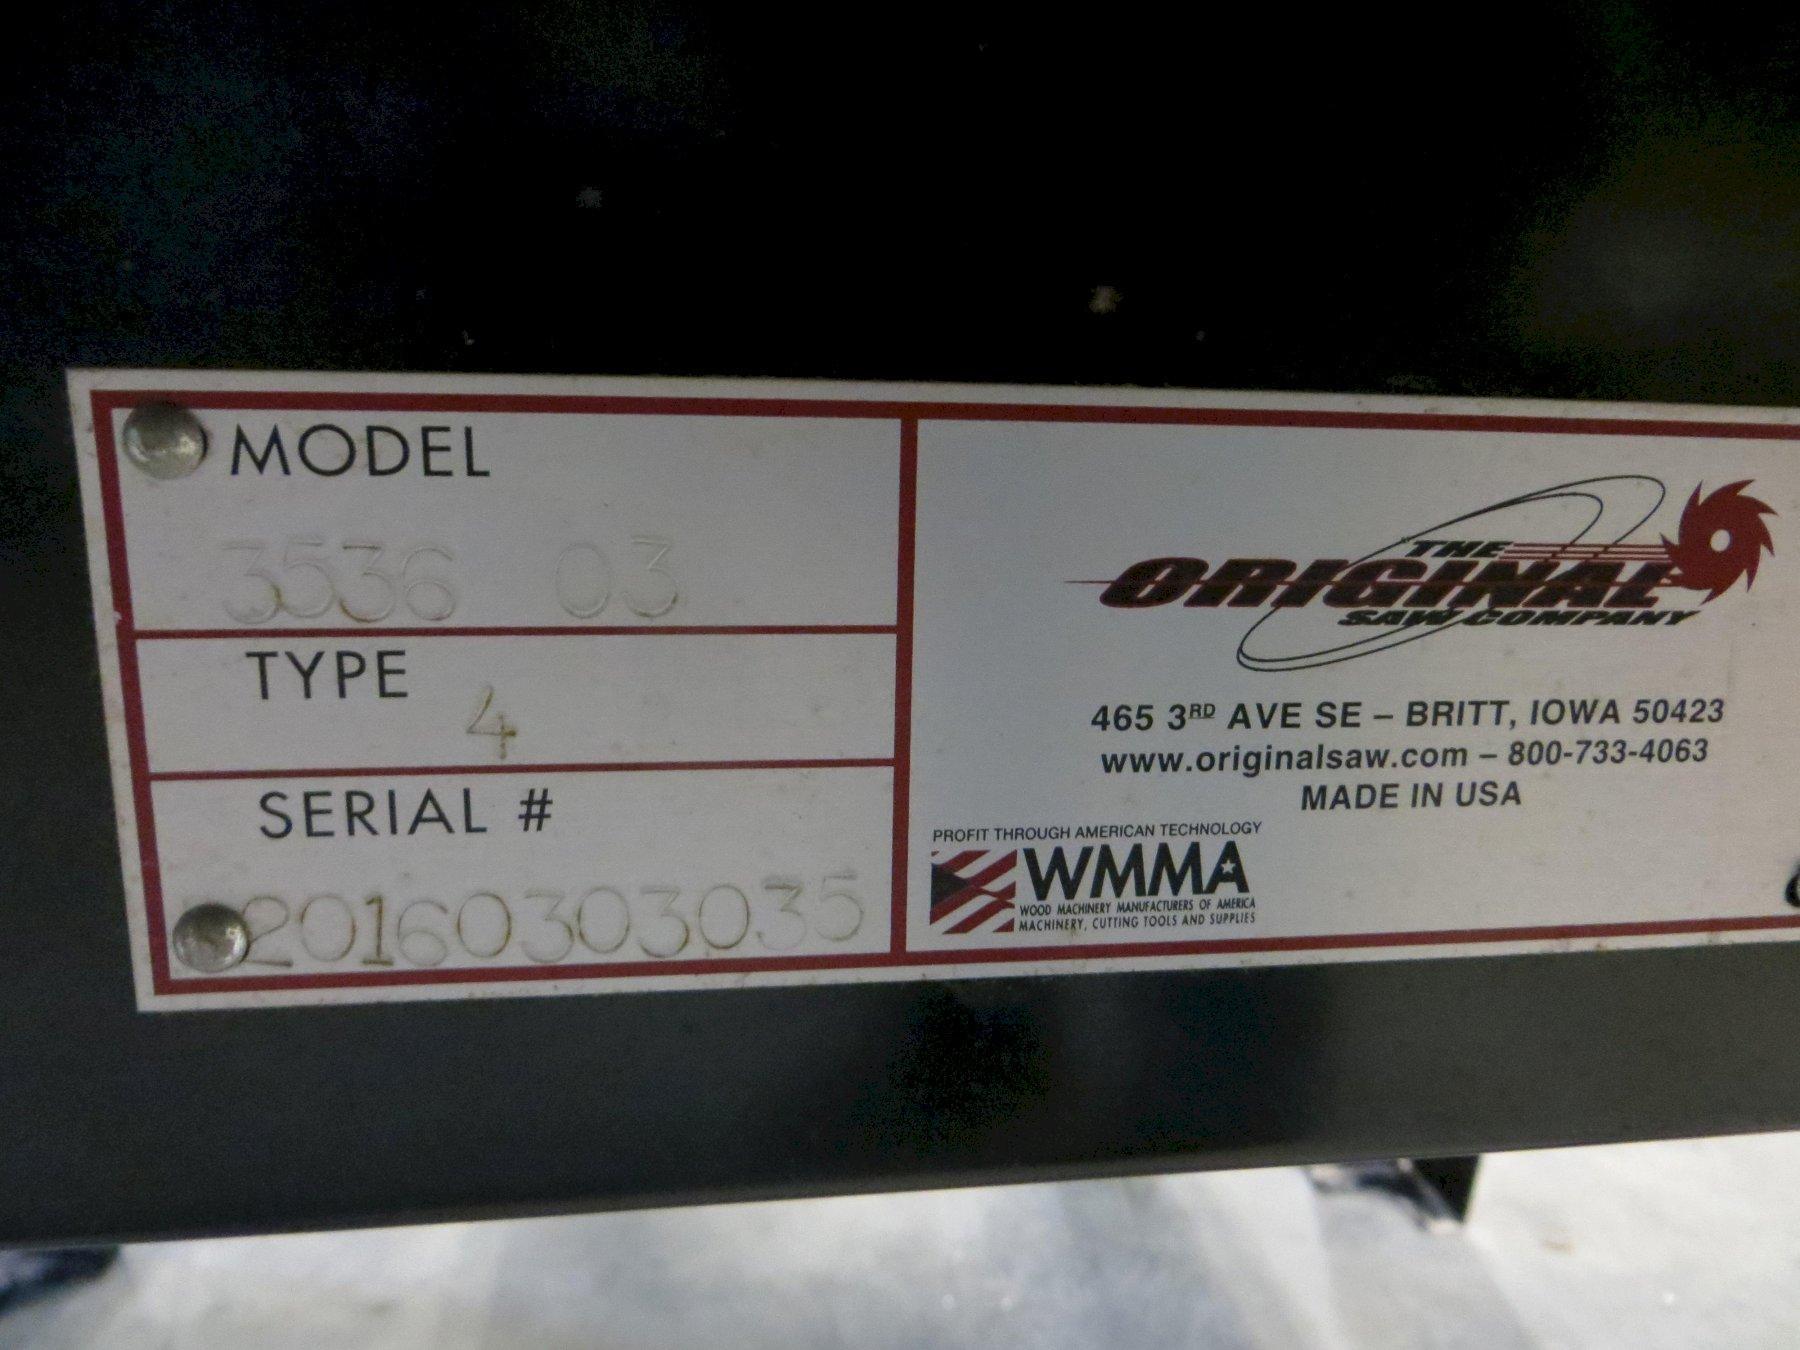 MODEL
3536 03
TYPE
4
SERIAL #
20160303035
THE
ORIGINAL
SAW COMPANY
465 3RD AVE SE – BRITT, IOWA 50423
www.originalsaw.com – 800-733-4063
MADE IN USA
PROFIT THROUGH AMERICAN TECHNOLOGY
WMMA
WOOD MACHINERY MANUFACTURERS OF AMERICA
MACHINERY, CUTTING TOOLS AND SUPPLIES